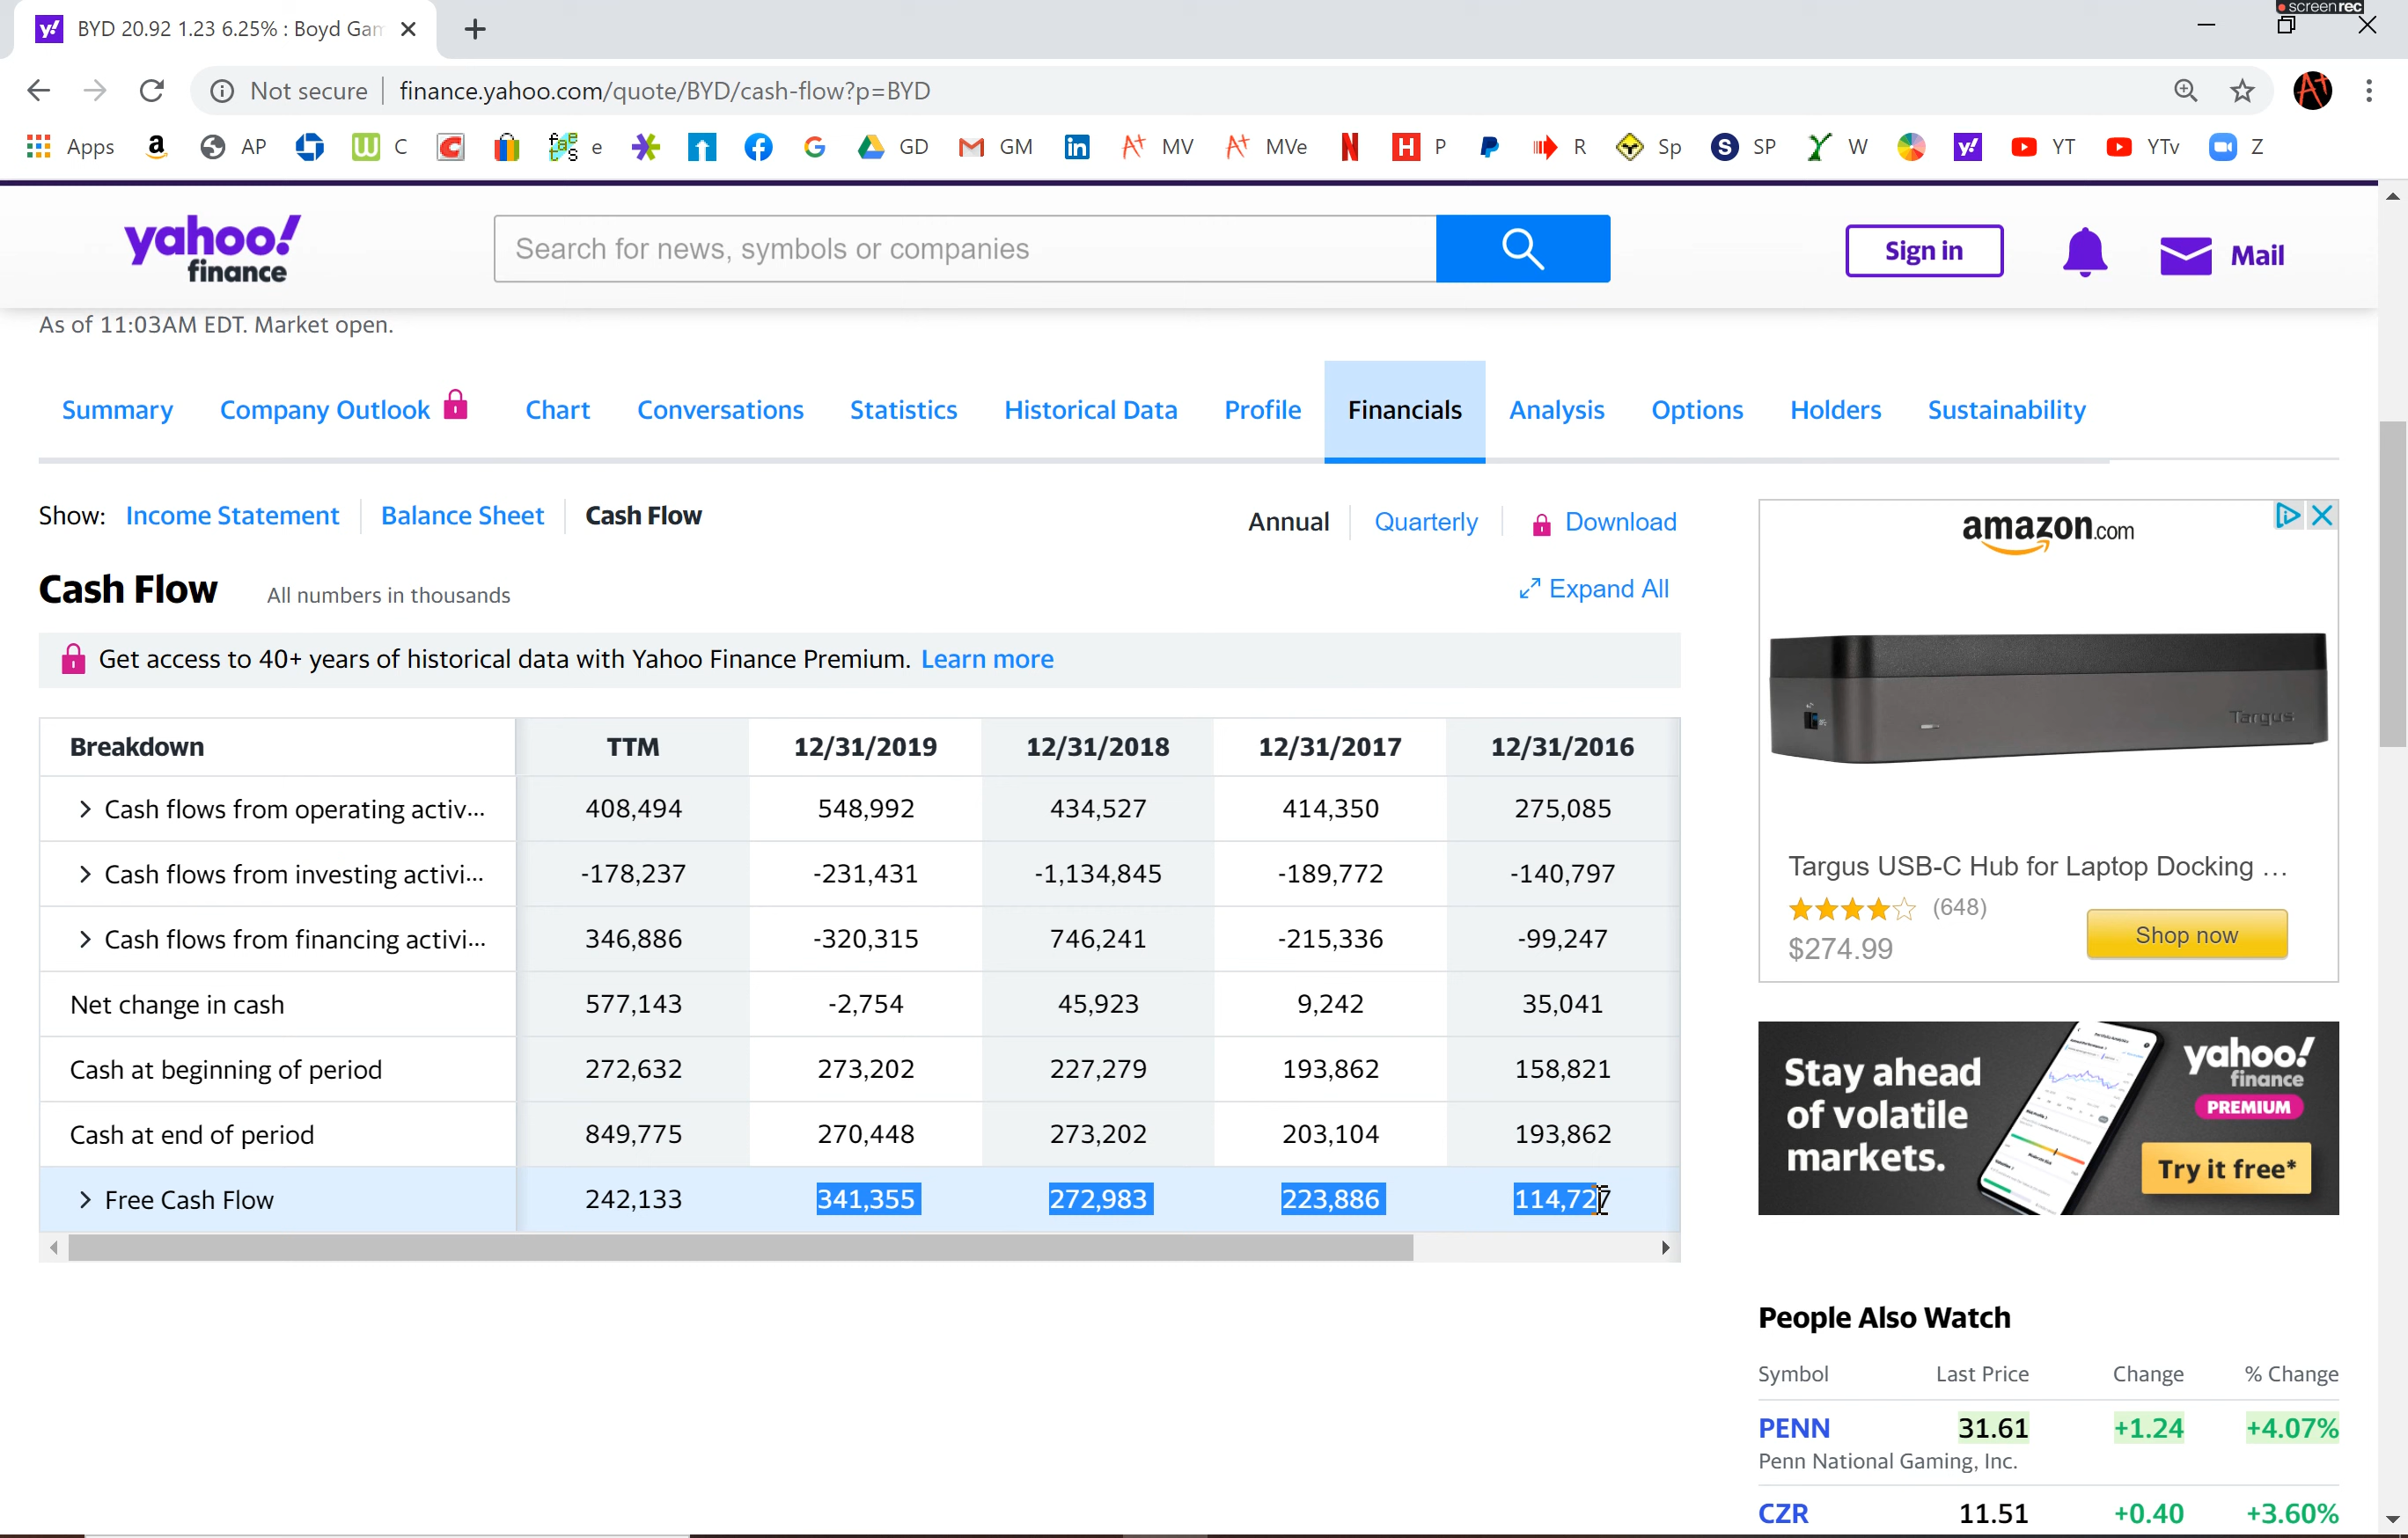 screenrec
BYD 20.92 1.23 6.25% : Boyd Gam
Not secure finance.yahoo.com/quote/BYD/cash-flow?p=BYD
Apps AP C e GD GM MV MVe P R Sp SP W YT YTv Z
yahoo! finance
Search for news, symbols or companies
Sign in Mail
As of 11:03AM EDT. Market open.
Summary Company Outlook Chart Conversations Statistics Historical Data Profile Financials Analysis Options Holders Sustainability
Show: Income Statement Balance Sheet Cash Flow Annual Quarterly Download
Cash Flow All numbers in thousands Expand All
Get access to 40+ years of historical data with Yahoo Finance Premium. Learn more
Breakdown TTM 12/31/2019 12/31/2018 12/31/2017 12/31/2016
Cash flows from operating activ... 408,494 548,992 434,527 414,350 275,085
Cash flows from investing activi... -178,237 -231,431 -1,134,845 -189,772 -140,797
Cash flows from financing activi... 346,886 -320,315 746,241 -215,336 -99,247
Net change in cash 577,143 -2,754 45,923 9,242 35,041
Cash at beginning of period 272,632 273,202 227,279 193,862 158,821
Cash at end of period 849,775 270,448 273,202 203,104 193,862
Free Cash Flow 242,133 341,355 272,983 223,886 114,727
amazon.com
Targus
Targus USB-C Hub for Laptop Docking ...
(648)
$274.99 Shop now
Stay ahead
of volatile
markets.
yahoo!
finance
PREMIUM
Try it free*
People Also Watch
Symbol Last Price Change % Change
PENN 31.61 +1.24 +4.07%
Penn National Gaming, Inc.
CZR 11.51 +0.40 +3.60%